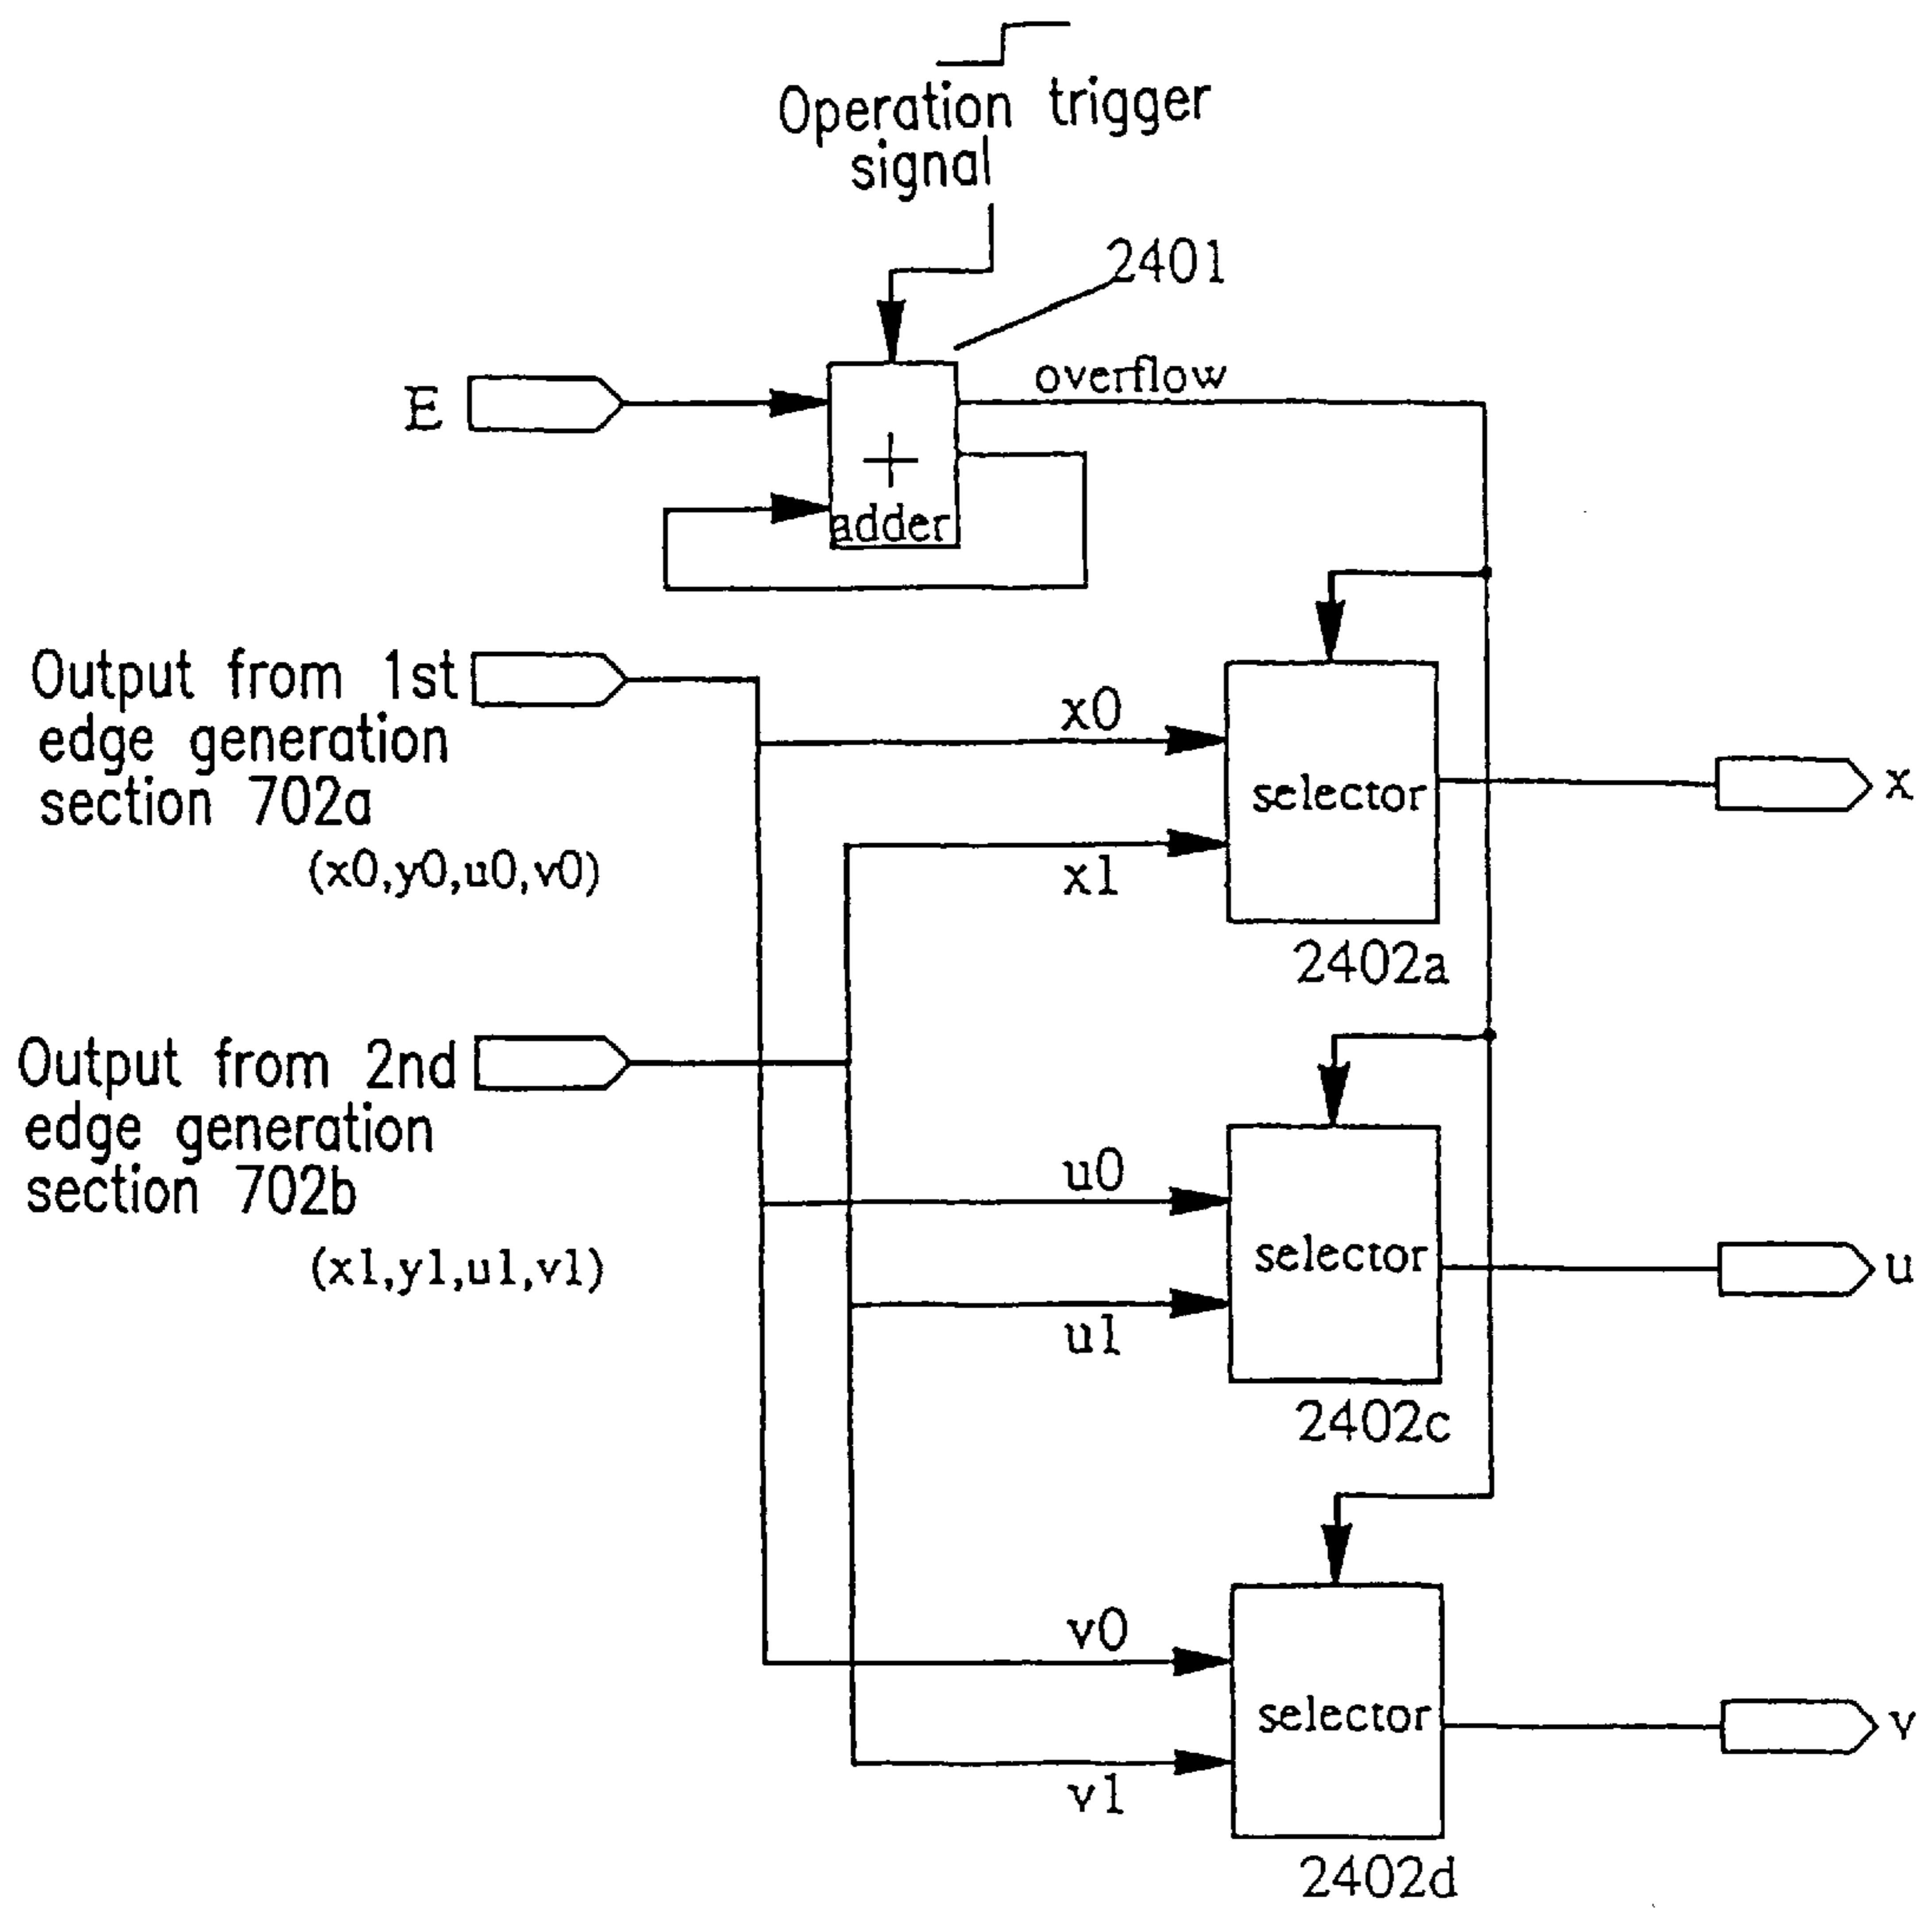 Operation trigger
signal
2401
E
overflow
+
adder
Output from 1st
edge generation
section 702a
(x0,y0,u0,v0)
x0
x1
selector
x
2402a
Output from 2nd
edge generation
section 702b
(x1,y1,u1,v1)
u0
u1
selector
u
2402c
v0
v1
selector
v
2402d